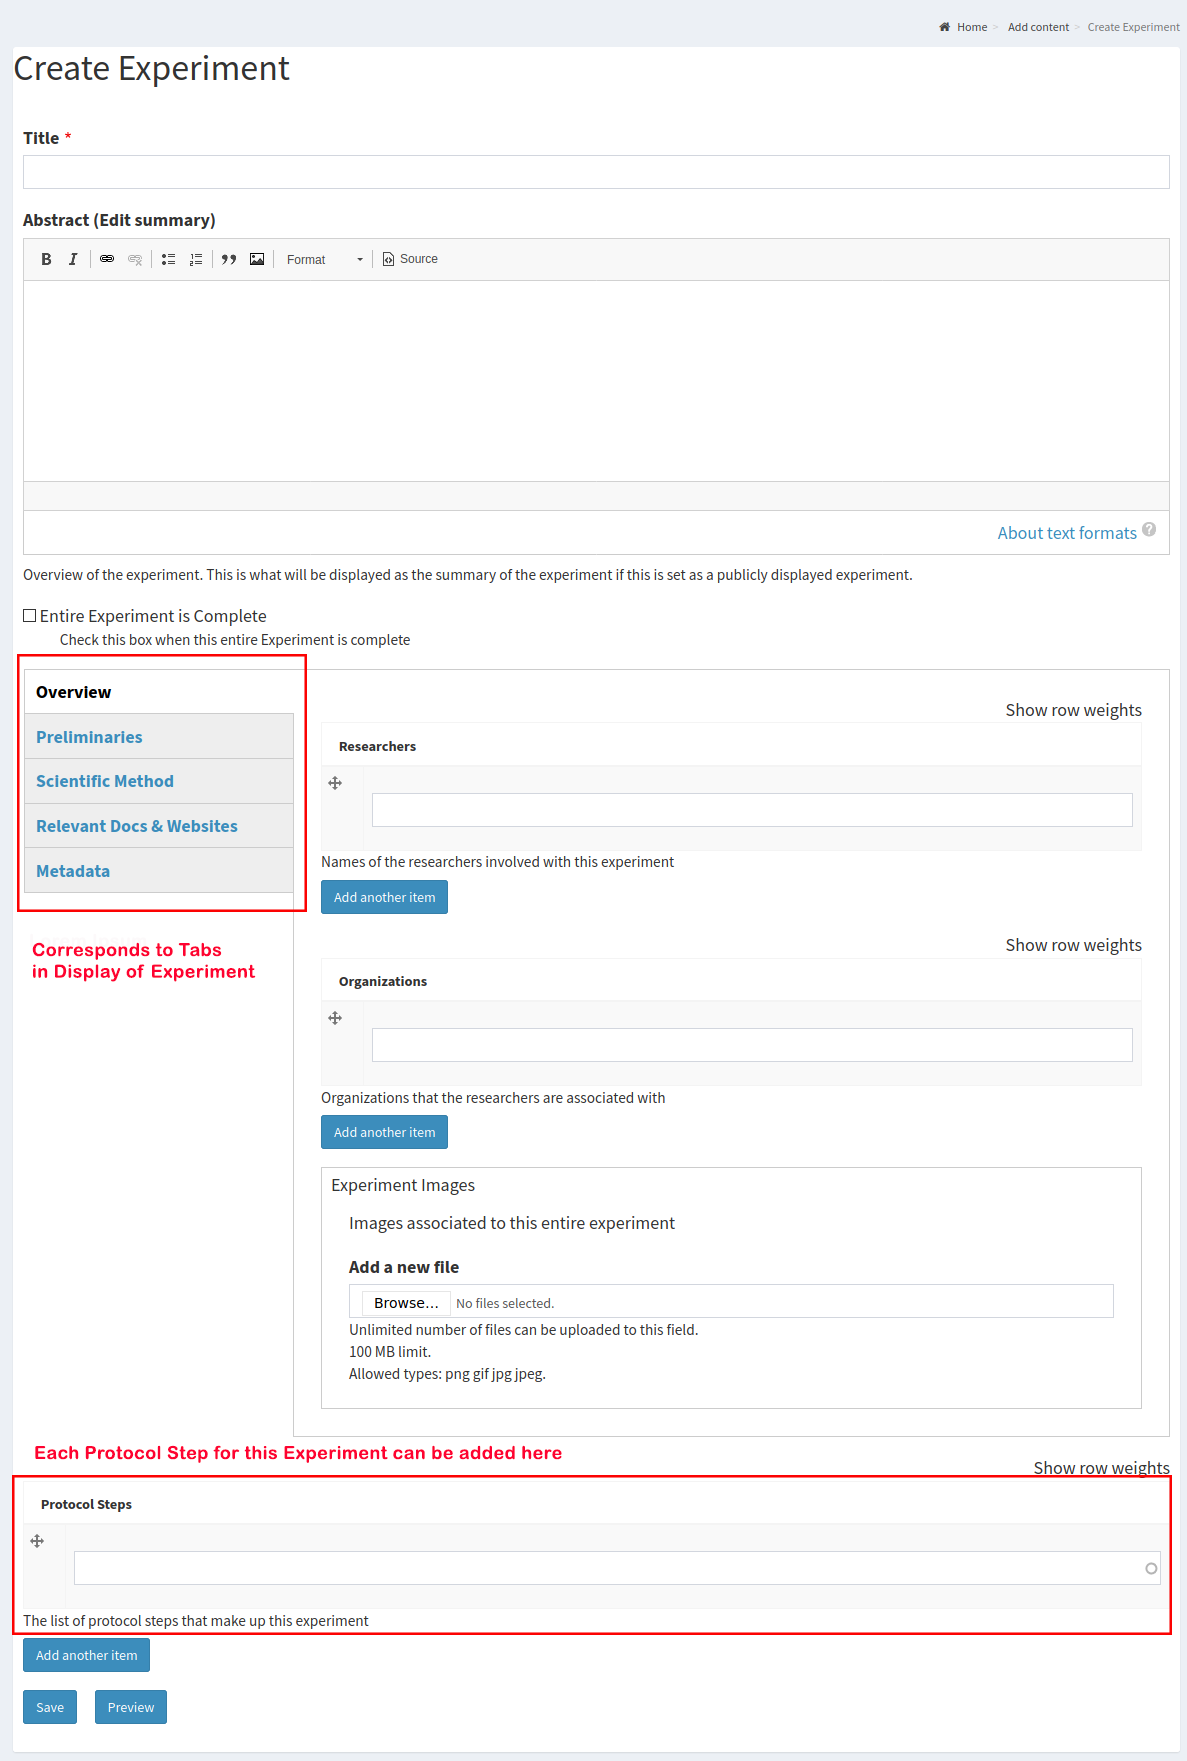 Home > Add content > Create Experiment
Create Experiment
Title *
Abstract (Edit summary)
B I Format Source
About text formats ?
Overview of the experiment. This is what will be displayed as the summary of the experiment if this is set as a publicly displayed experiment.
Entire Experiment is Complete
Check this box when this entire Experiment is complete
Overview
Preliminaries
Scientific Method
Relevant Docs & Websites
Metadata
Corresponds to Tabs
in Display of Experiment
Show row weights
Researchers
Names of the researchers involved with this experiment
Add another item
Show row weights
Organizations
Organizations that the researchers are associated with
Add another item
Experiment Images
Images associated to this entire experiment
Add a new file
Browse... No files selected.
Unlimited number of files can be uploaded to this field.
100 MB limit.
Allowed types: png gif jpg jpeg.
Each Protocol Step for this Experiment can be added here
Show row weights
Protocol Steps
The list of protocol steps that make up this experiment
Add another item
Save Preview